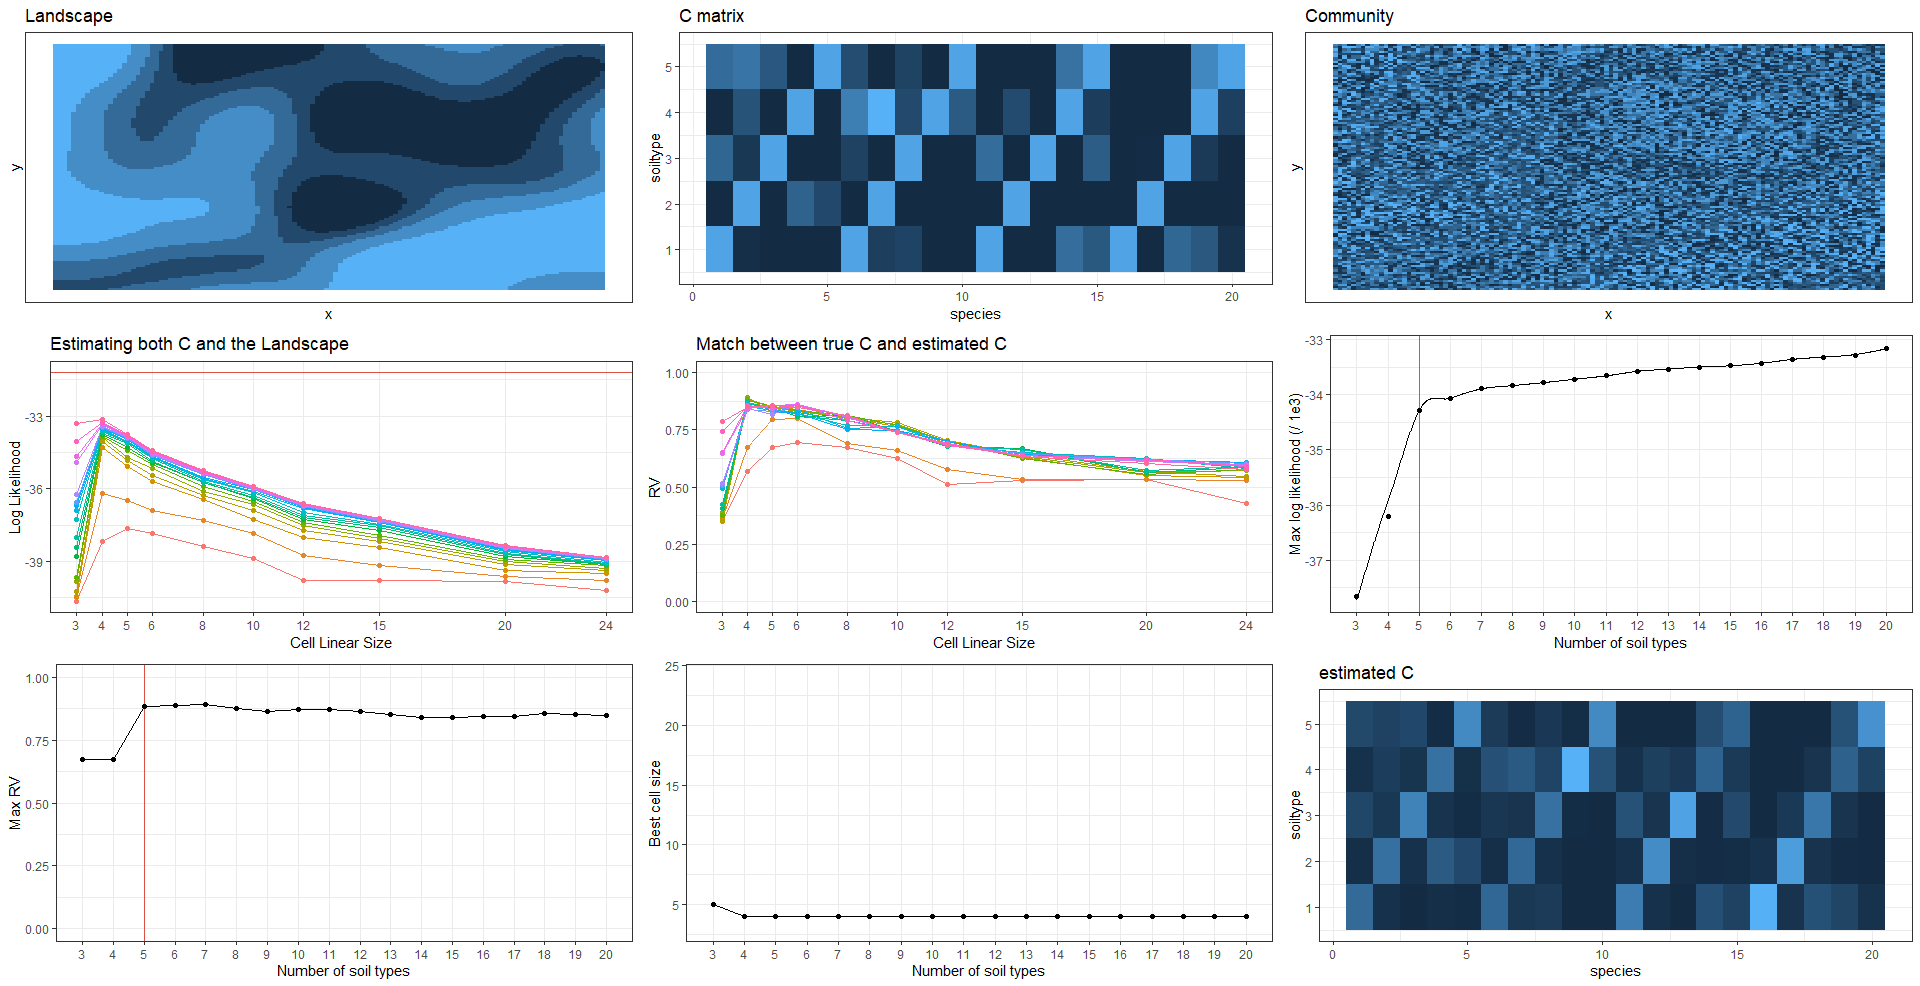 Landscape
y
x
C matrix
soiltype
5
4
3
2
1
0 5 10 15 20
species
Community
y
x
Estimating both C and the Landscape
Log Likelihood
-33
-36
-39
3 4 5 6 8 10 12 15 20 24
Cell Linear Size
Match between true C and estimated C
RV
1.00
0.75
0.50
0.25
0.00
3 4 5 6 8 10 12 15 20 24
Cell Linear Size
Max log likelihood (/ 1e3)
-33
-34
-35
-36
-37
3 4 5 6 7 8 9 10 11 12 13 14 15 16 17 18 19 20
Number of soil types
Max RV
1.00
0.75
0.50
0.25
0.00
3 4 5 6 7 8 9 10 11 12 13 14 15 16 17 18 19 20
Number of soil types
Best cell size
25
20
15
10
5
3 4 5 6 7 8 9 10 11 12 13 14 15 16 17 18 19 20
Number of soil types
estimated C
soiltype
5
4
3
2
1
0 5 10 15 20
species